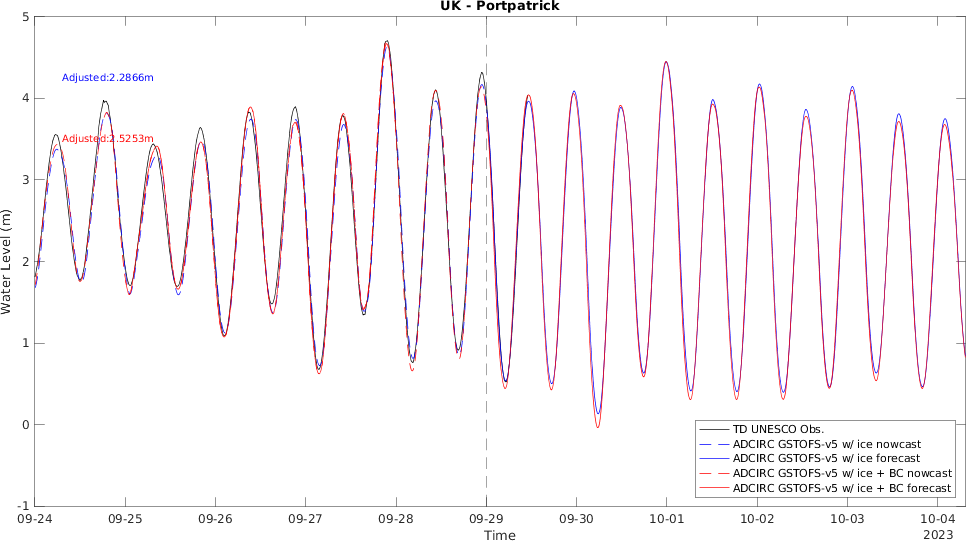 UK - Portpatrick
5
4
3
2
1
0
-1
Water Level (m)
Adjusted:2.2866m
Adjusted:2.5253m
TD UNESCO Obs.
ADCIRC GSTOFS-v5 w/ ice nowcast
ADCIRC GSTOFS-v5 w/ ice forecast
ADCIRC GSTOFS-v5 w/ ice + BC nowcast
ADCIRC GSTOFS-v5 w/ ice + BC forecast
09-24 09-25 09-26 09-27 09-28 09-29 09-30 10-01 10-02 10-03 10-04
Time
2023